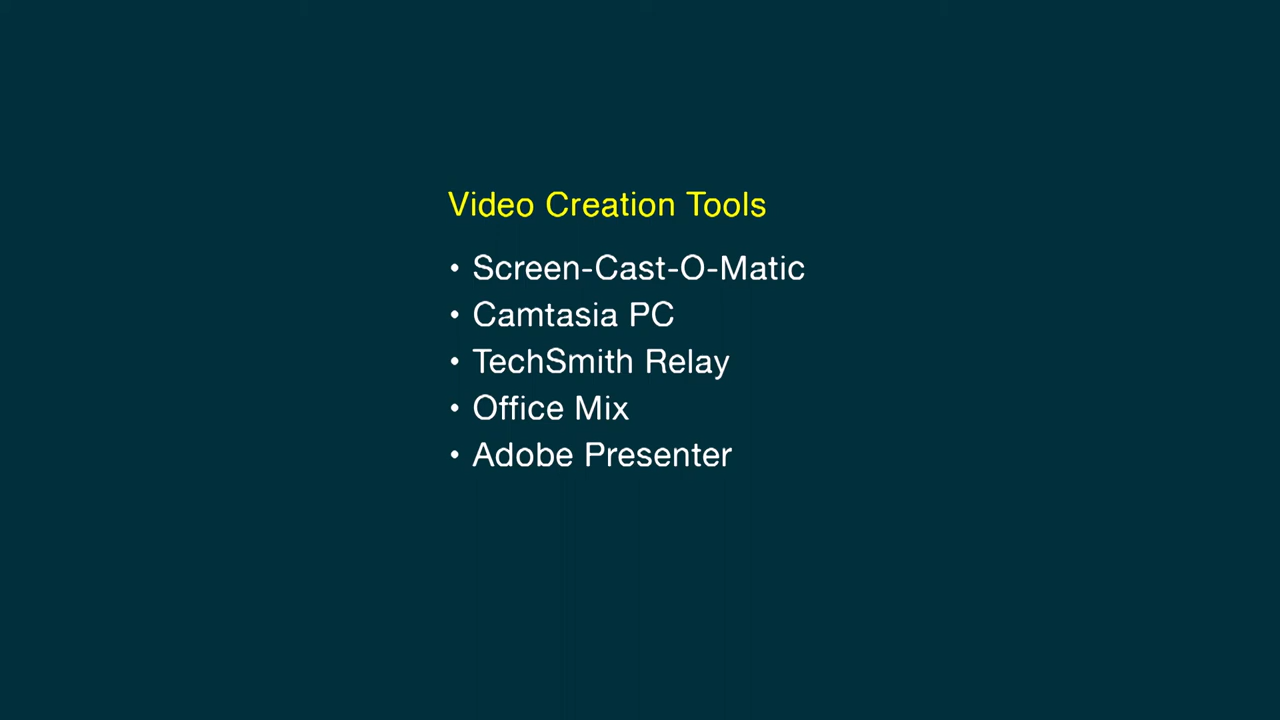 Video Creation Tools
• Screen-Cast-O-Matic
• Camtasia PC
• TechSmith Relay
• Office Mix
• Adobe Presenter